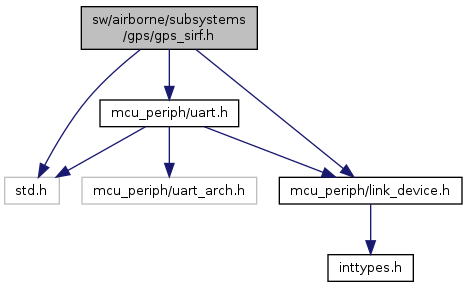 sw/airborne/subsystems
/gps/gps_sirf.h
mcu_periph/uart.h
std.h
mcu_periph/uart_arch.h
mcu_periph/link_device.h
inttypes.h